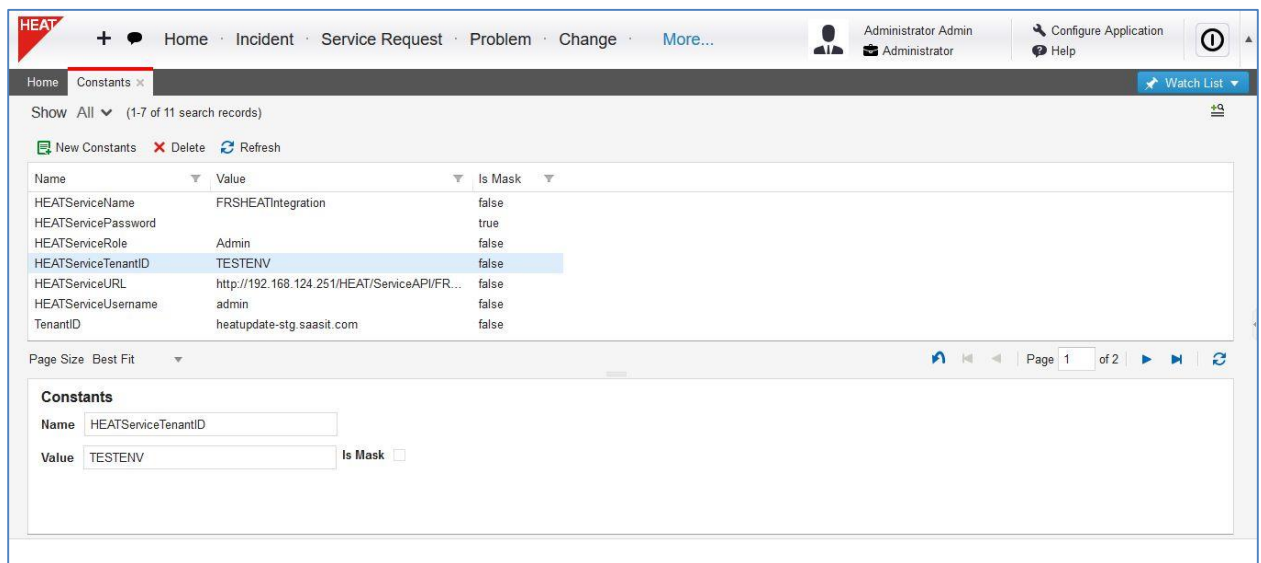 HEAT
Home · Incident · Service Request · Problem · Change · More...
Administrator Admin
Administrator
Configure Application
Help
Home Constants
Watch List
Show All (1-7 of 11 search records)
New Constants Delete Refresh
Name Value Is Mask
HEATServiceName FRSHEATIntegration false
HEATServicePassword true
HEATServiceRole Admin false
HEATServiceTenantID TESTENV false
HEATServiceURL http://192.168.124.251/HEAT/ServiceAPI/FR... false
HEATServiceUsername admin false
TenantID heatupdate-stg.saasit.com false
Page Size Best Fit Page 1 of 2
Constants
Name HEATServiceTenantID
Value TESTENV Is Mask